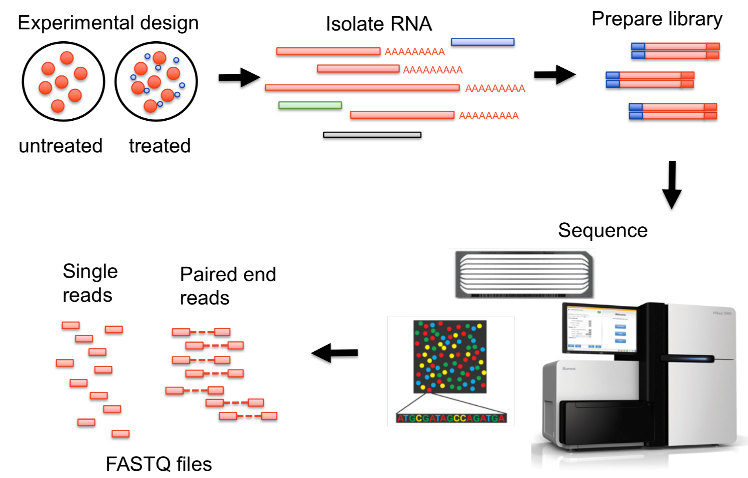 Experimental design
untreated
treated
Isolate RNA
AAAAAAAAA
AAAAAAAAA
AAAAAAAAA
AAAAAAAAA
Prepare library
Sequence
ATGCGATAGCCAGATGA
Single
reads
Paired end
reads
FASTQ files